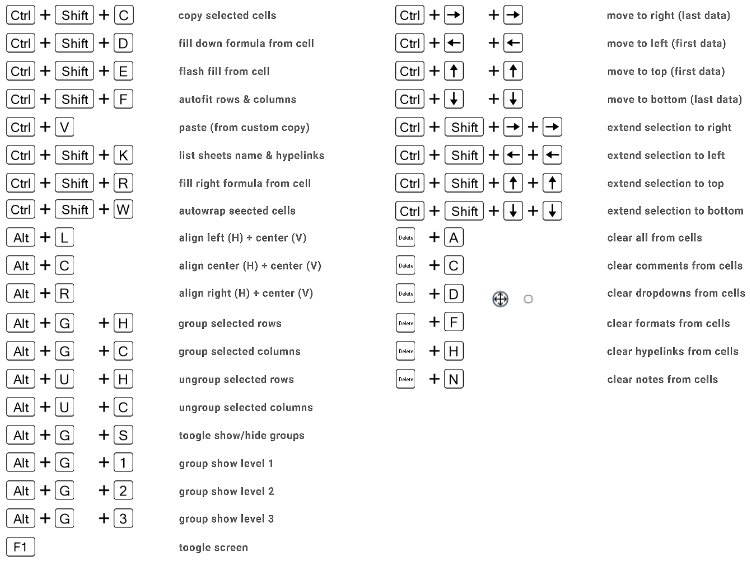 Ctrl + Shift + C copy selected cells
Ctrl + Shift + D fill down formula from cell
Ctrl + Shift + E flash fill from cell
Ctrl + Shift + F autofit rows & columns
Ctrl + V paste (from custom copy)
Ctrl + Shift + K list sheets name & hypelinks
Ctrl + Shift + R fill right formula from cell
Ctrl + Shift + W autowrap seected cells
Alt + L align left (H) + center (V)
Alt + C align center (H) + center (V)
Alt + R align right (H) + center (V)
Alt + G + H group selected rows
Alt + G + C group selected columns
Alt + U + H ungroup selected rows
Alt + U + C ungroup selected columns
Alt + G + S toogle show/hide groups
Alt + G + 1 group show level 1
Alt + G + 2 group show level 2
Alt + G + 3 group show level 3
F1 toogle screen
Ctrl + → + → move to right (last data)
Ctrl + ← + ← move to left (first data)
Ctrl + ↑ + ↑ move to top (first data)
Ctrl + ↓ + ↓ move to bottom (last data)
Ctrl + Shift + → + → extend selection to right
Ctrl + Shift + ← + ← extend selection to left
Ctrl + Shift + ↑ + ↑ extend selection to top
Ctrl + Shift + ↓ + ↓ extend selection to bottom
Delete + A clear all from cells
Delete + C clear comments from cells
Delete + D clear dropdowns from cells
Delete + F clear formats from cells
Delete + H clear hypelinks from cells
Delete + N clear notes from cells